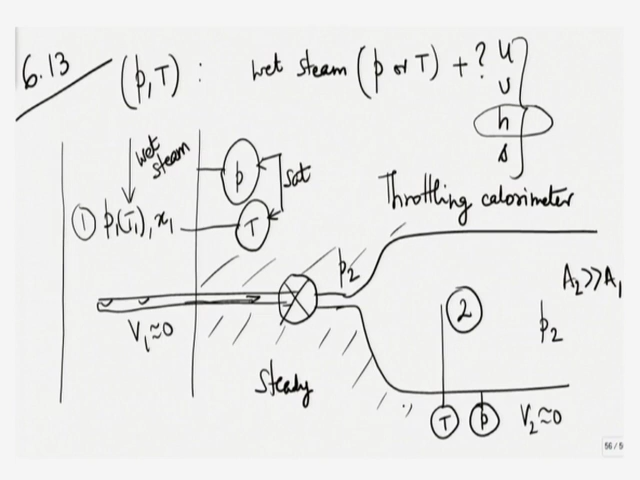 6.13
(p,T) : wet steam (p or T) + ? u
v
h
s
wet steam
p
sat
① p₁(T₁), x₁
T
Throttling calorimeter
p₂
A₂>>A₁
②
p₂
V₁≈0
Steady
T
p
V₂≈0